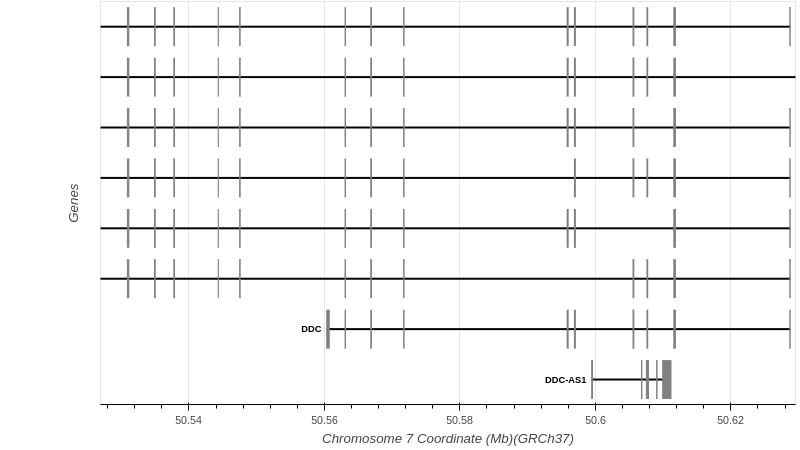 Genes
DDC
DDC-AS1
50.54 50.56 50.58 50.6 50.62
Chromosome 7 Coordinate (Mb)(GRCh37)